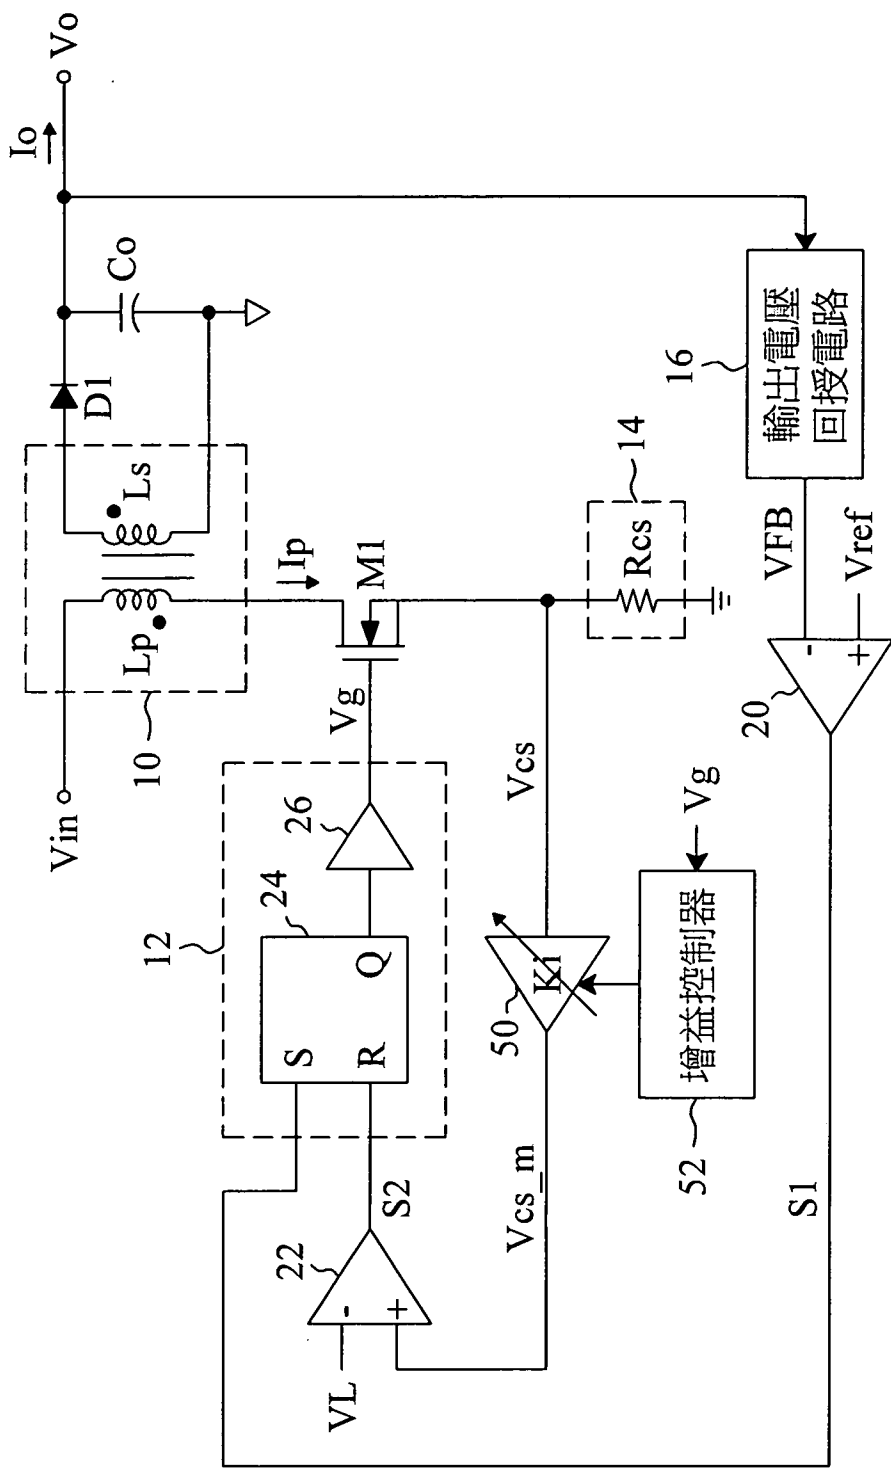 Vin
10
Lp
Ls
D1
Co
Io
Vo
Ip
M1
Vg
12
24
26
S
R
Q
22
VL
-
+
S2
Vcs
Vcs_m
50
Ki
14
Rcs
16
輸出電壓
回授電路
VFB
Vref
20
-
+
52
增益控制器
Vg
S1